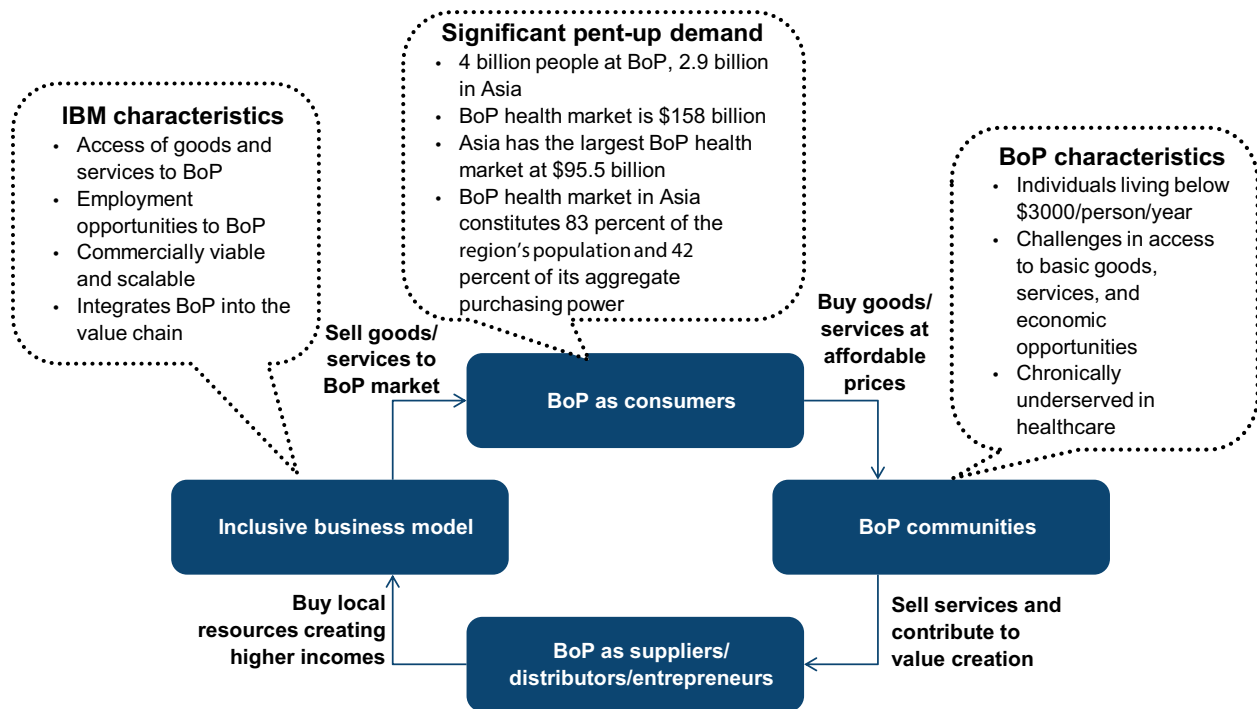 Significant pent-up demand
• 4 billion people at BoP, 2.9 billion
in Asia
• BoP health market is $158 billion
• Asia has the largest BoP health
market at $95.5 billion
• BoP health market in Asia
constitutes 83 percent of the
region's population and 42
percent of its aggregate
purchasing power
IBM characteristics
• Access of goods and
services to BoP
• Employment
opportunities to BoP
• Commercially viable
and scalable
• Integrates BoP into the
value chain
BoP characteristics
• Individuals living below
$3000/person/year
• Challenges in access
to basic goods,
services, and
economic
opportunities
• Chronically
underserved in
healthcare
Sell goods/
services to
BoP market
Buy goods/
services at
affordable
prices
BoP as consumers
Inclusive business model
BoP communities
Buy local
resources creating
higher incomes
Sell services and
contribute to
value creation
BoP as suppliers/
distributors/entrepreneurs